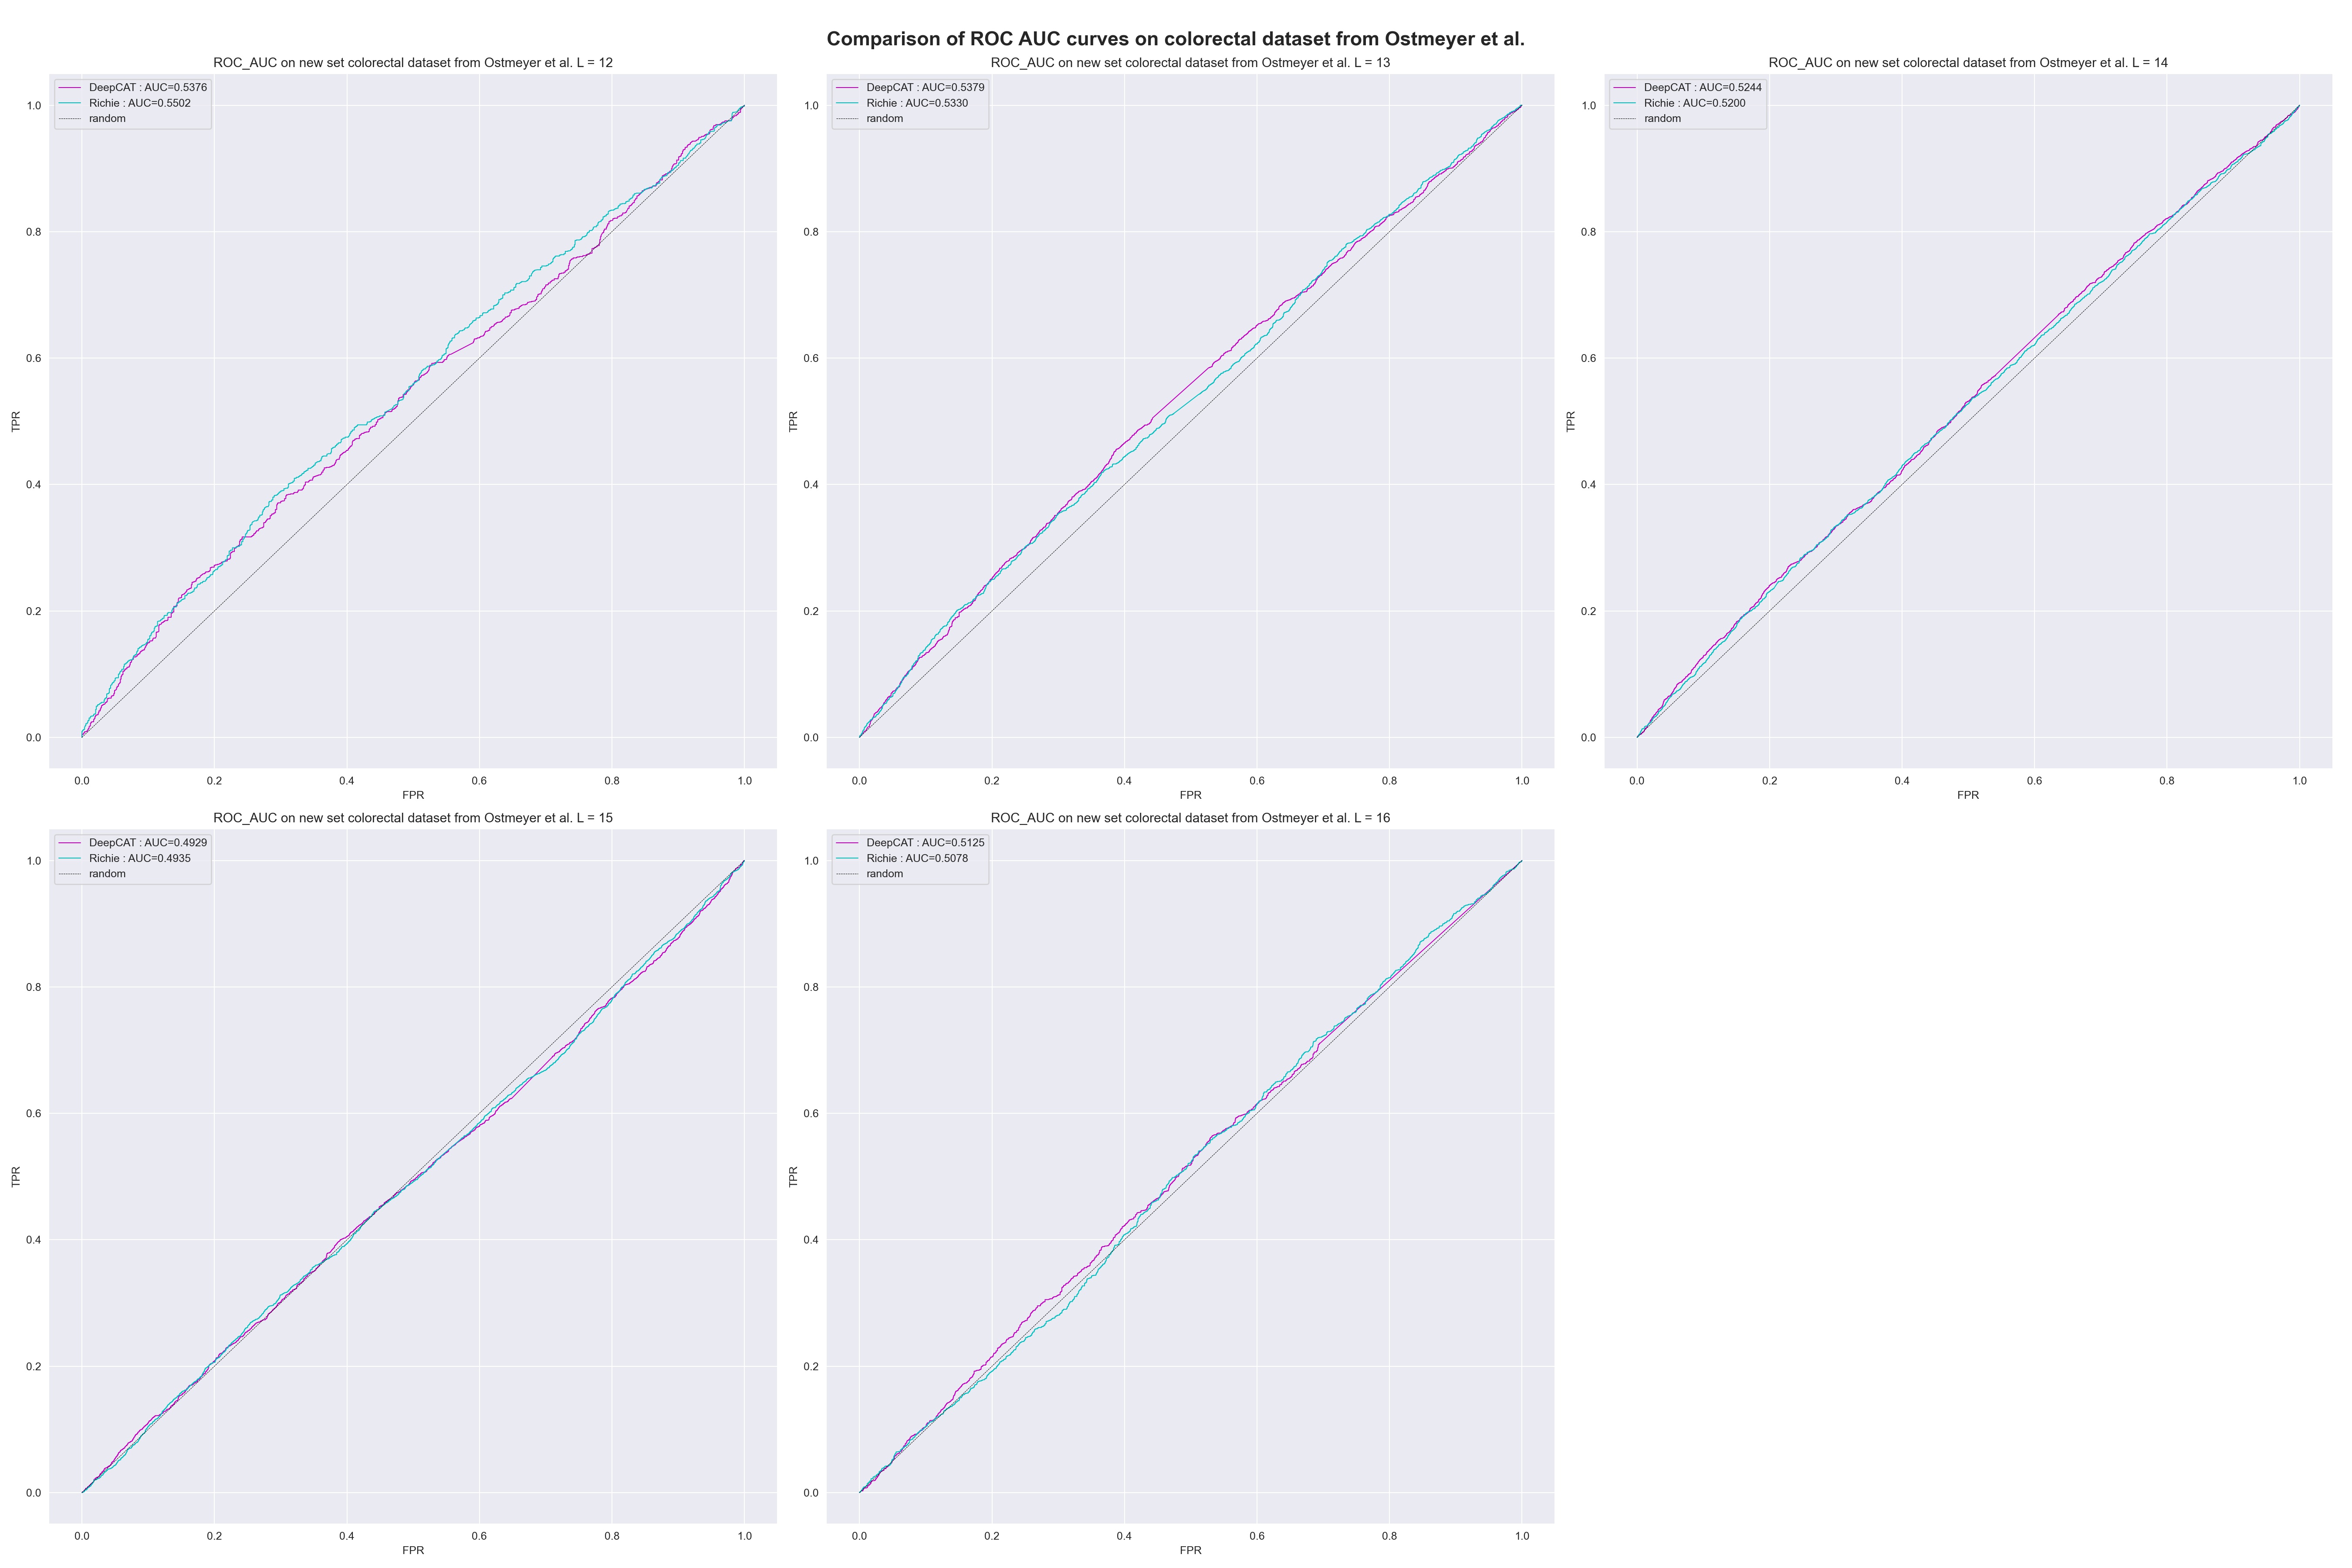 Comparison of ROC AUC curves on colorectal dataset from Ostmeyer et al.
ROC_AUC on new set colorectal dataset from Ostmeyer et al. L = 12
DeepCAT : AUC=0.5376
Richie : AUC=0.5502
random
1.0
0.8
0.6
0.4
0.2
0.0
TPR
0.0 0.2 0.4 0.6 0.8 1.0
FPR
ROC_AUC on new set colorectal dataset from Ostmeyer et al. L = 13
DeepCAT : AUC=0.5379
Richie : AUC=0.5330
random
1.0
0.8
0.6
0.4
0.2
0.0
TPR
0.0 0.2 0.4 0.6 0.8 1.0
FPR
ROC_AUC on new set colorectal dataset from Ostmeyer et al. L = 14
DeepCAT : AUC=0.5244
Richie : AUC=0.5200
random
1.0
0.8
0.6
0.4
0.2
0.0
TPR
0.0 0.2 0.4 0.6 0.8 1.0
FPR
ROC_AUC on new set colorectal dataset from Ostmeyer et al. L = 15
DeepCAT : AUC=0.4929
Richie : AUC=0.4935
random
1.0
0.8
0.6
0.4
0.2
0.0
TPR
0.0 0.2 0.4 0.6 0.8 1.0
FPR
ROC_AUC on new set colorectal dataset from Ostmeyer et al. L = 16
DeepCAT : AUC=0.5125
Richie : AUC=0.5078
random
1.0
0.8
0.6
0.4
0.2
0.0
TPR
0.0 0.2 0.4 0.6 0.8 1.0
FPR